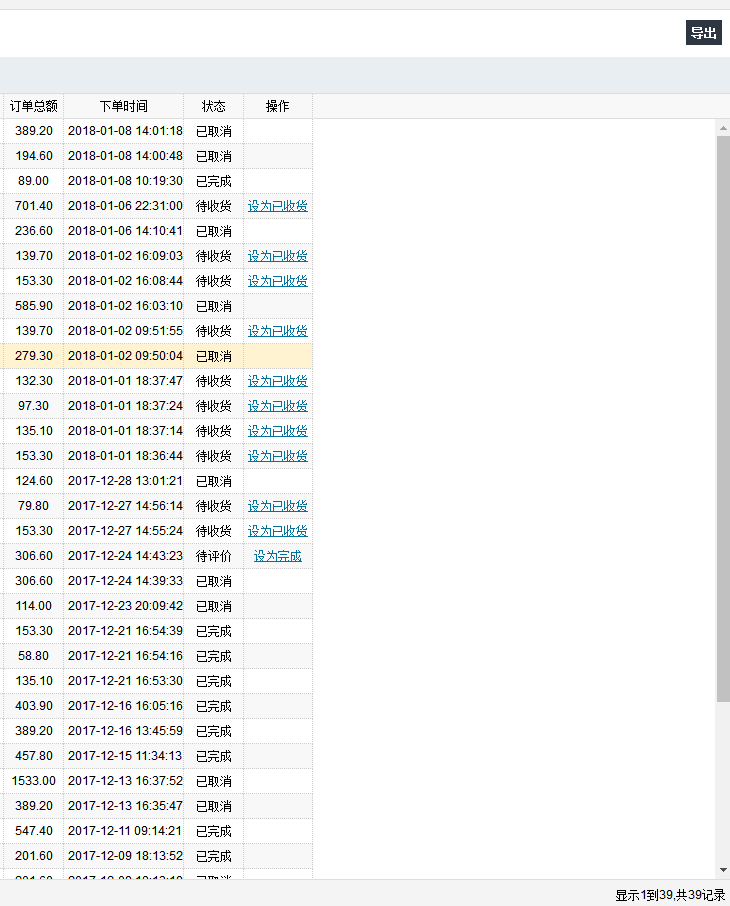 导出
订单总额 下单时间 状态 操作
389.20 2018-01-08 14:01:18 已取消
194.60 2018-01-08 14:00:48 已取消
89.00 2018-01-08 10:19:30 已完成
701.40 2018-01-06 22:31:00 待收货 设为已收货
236.60 2018-01-06 14:10:41 已取消
139.70 2018-01-02 16:09:03 待收货 设为已收货
153.30 2018-01-02 16:08:44 待收货 设为已收货
585.90 2018-01-02 16:03:10 已取消
139.70 2018-01-02 09:51:55 待收货 设为已收货
279.30 2018-01-02 09:50:04 已取消
132.30 2018-01-01 18:37:47 待收货 设为已收货
97.30 2018-01-01 18:37:24 待收货 设为已收货
135.10 2018-01-01 18:37:14 待收货 设为已收货
153.30 2018-01-01 18:36:44 待收货 设为已收货
124.60 2017-12-28 13:01:21 已取消
79.80 2017-12-27 14:56:14 待收货 设为已收货
153.30 2017-12-27 14:55:24 待收货 设为已收货
306.60 2017-12-24 14:43:23 待评价 设为完成
306.60 2017-12-24 14:39:33 已取消
114.00 2017-12-23 20:09:42 已取消
153.30 2017-12-21 16:54:39 已完成
58.80 2017-12-21 16:54:16 已完成
135.10 2017-12-21 16:53:30 已完成
403.90 2017-12-16 16:05:16 已完成
389.20 2017-12-16 13:45:59 已完成
457.80 2017-12-15 11:34:13 已完成
1533.00 2017-12-13 16:37:52 已取消
389.20 2017-12-13 16:35:47 已取消
547.40 2017-12-11 09:14:21 已完成
201.60 2017-12-09 18:13:52 已完成
显示1到39,共39记录